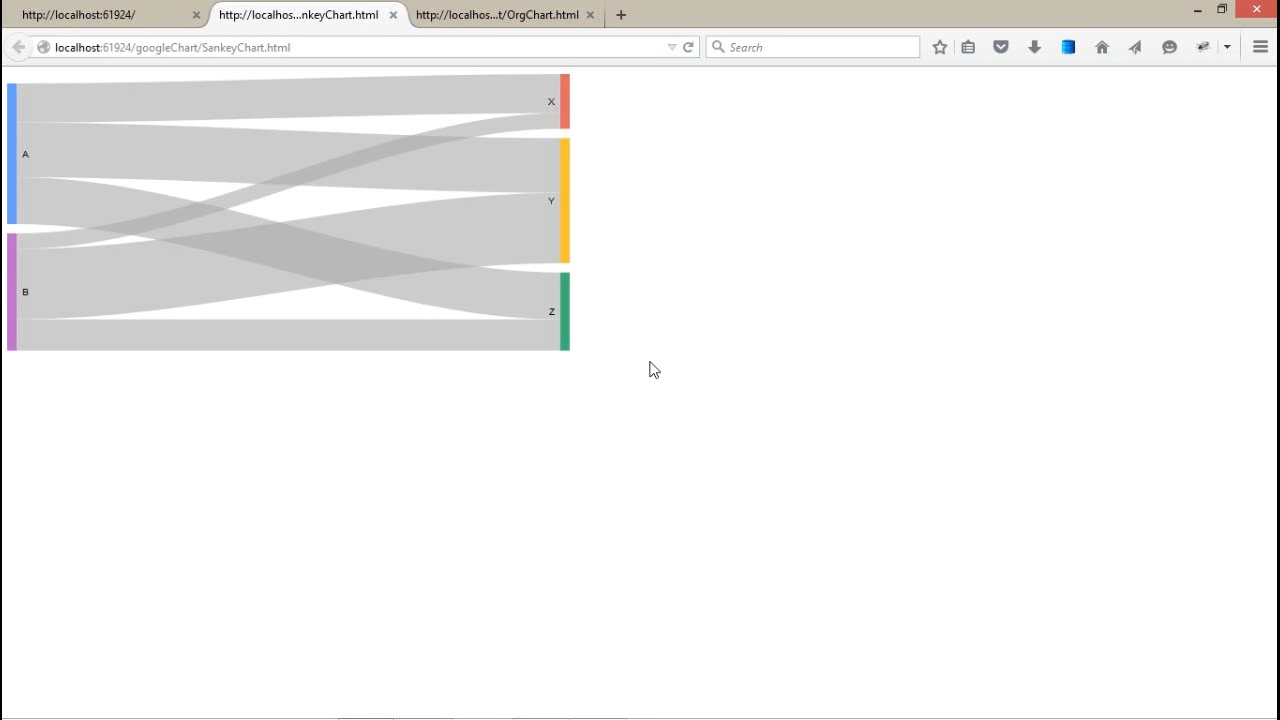 http://localhost:61924/
http://localhos...nkeyChart.html
http://localhos...t/OrgChart.html
localhost:61924/googleChart/SankeyChart.html
Search
X
A
Y
B
Z